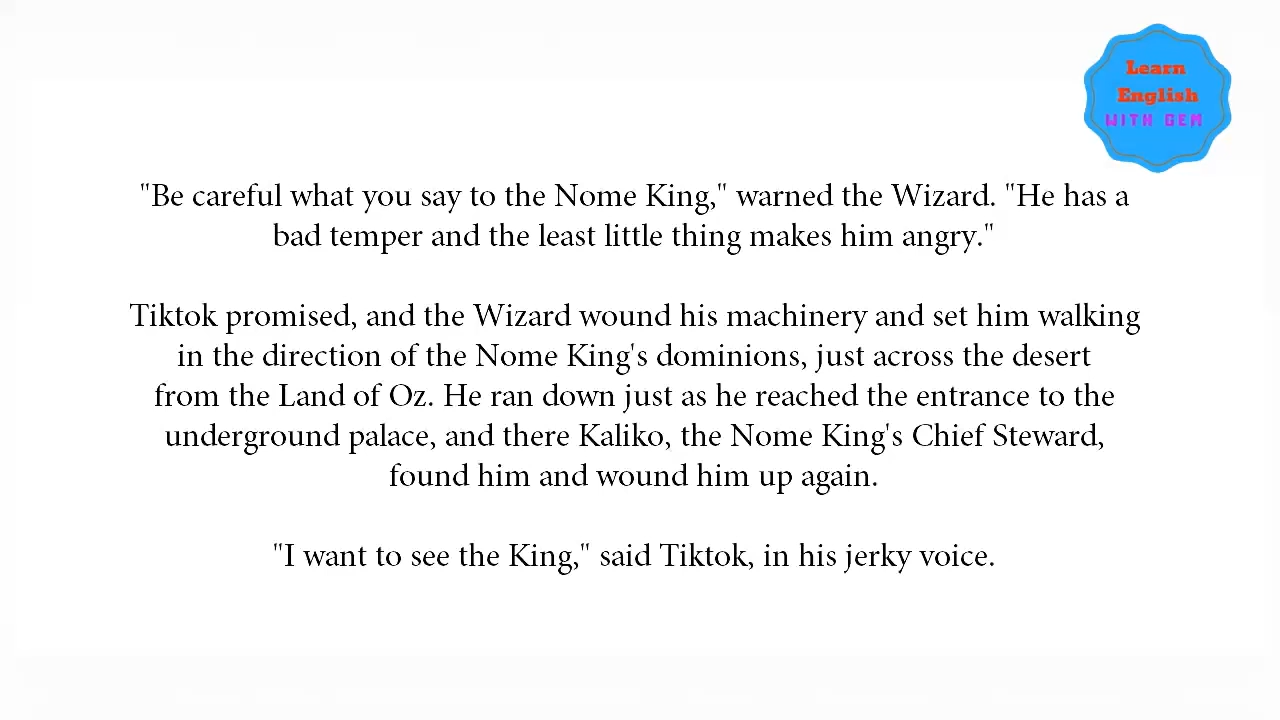 Learn
English
WITH GEM
"Be careful what you say to the Nome King," warned the Wizard. "He has a
bad temper and the least little thing makes him angry."
Tiktok promised, and the Wizard wound his machinery and set him walking
in the direction of the Nome King's dominions, just across the desert
from the Land of Oz. He ran down just as he reached the entrance to the
underground palace, and there Kaliko, the Nome King's Chief Steward,
found him and wound him up again.
"I want to see the King," said Tiktok, in his jerky voice.